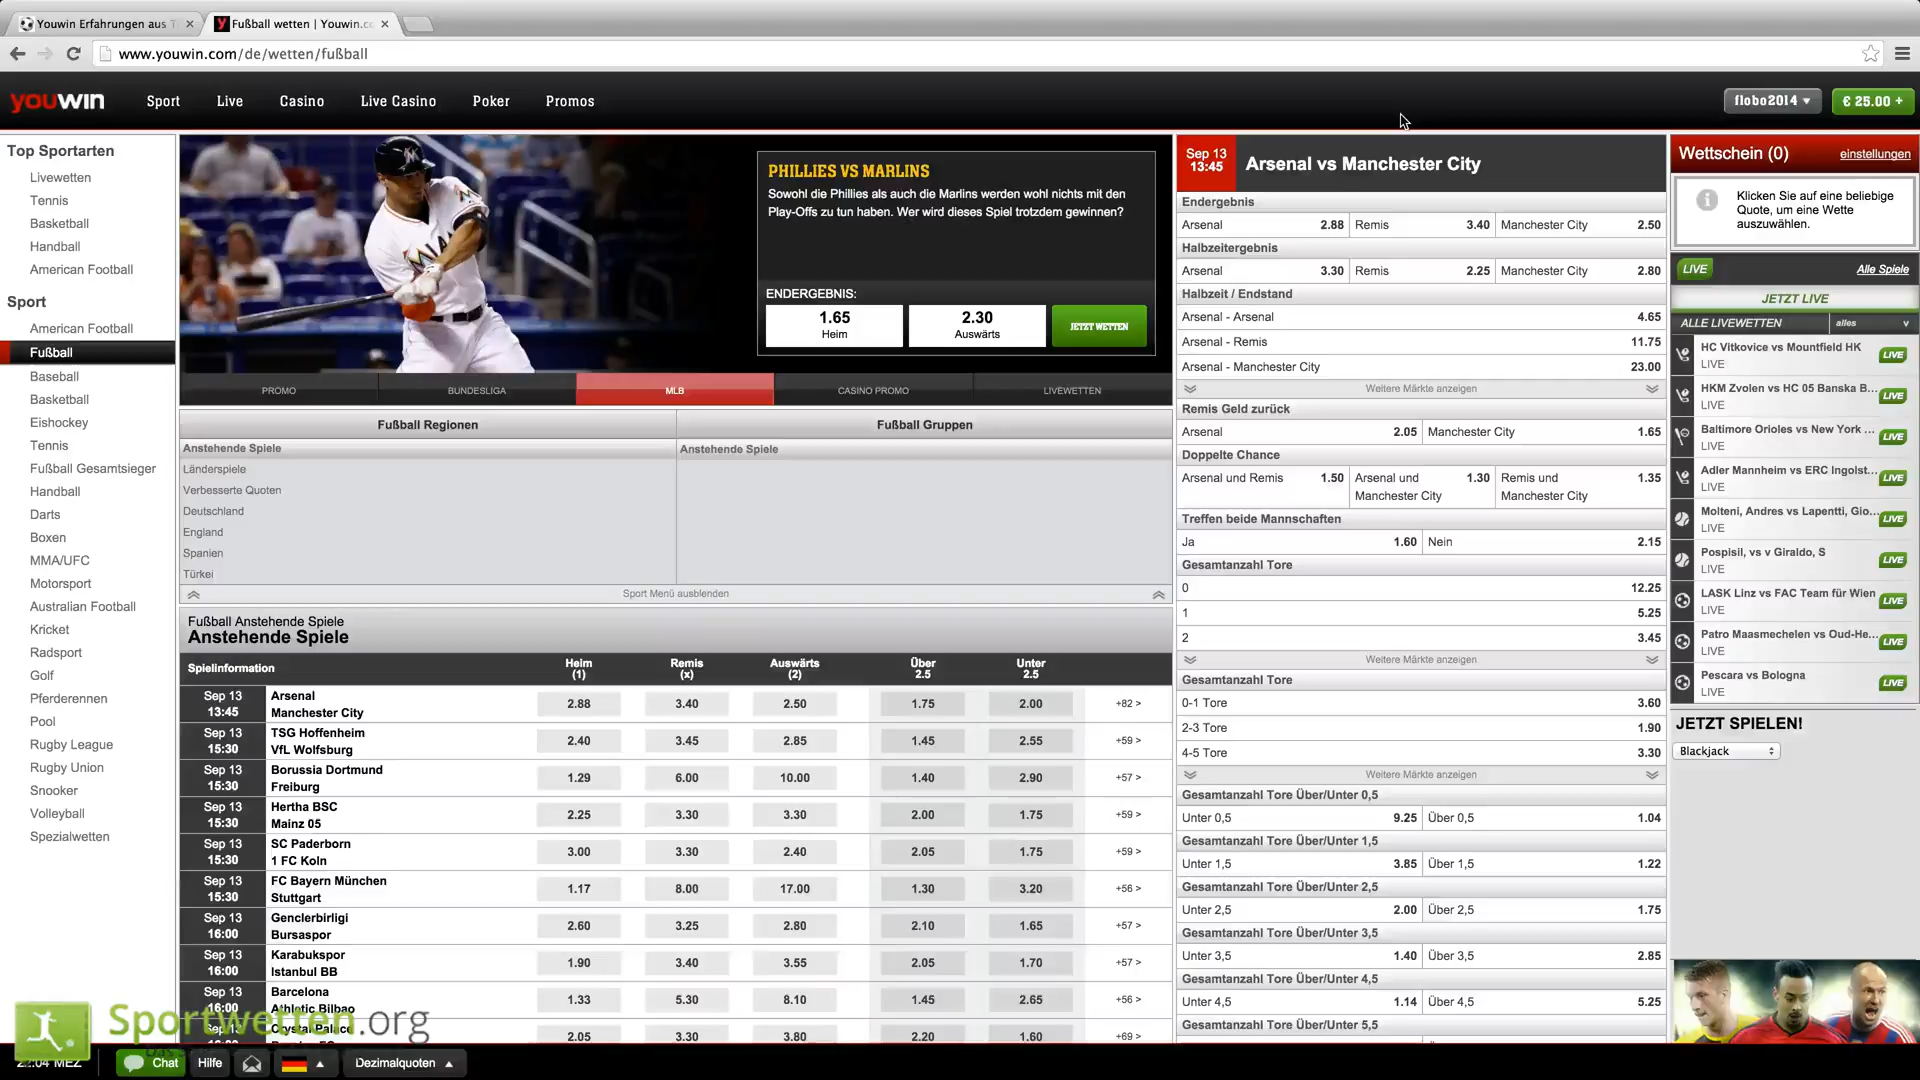 Youwin Erfahrungen aus T
Fußball wetten | Youwin.co
www.youwin.com/de/wetten/fußball
youwin
Sport
Live
Casino
Live Casino
Poker
Promos
flobo2014
€ 25.00 +
Top Sportarten
Livewetten
Tennis
Basketball
Handball
American Football
Sport
American Football
Fußball
Baseball
Basketball
Eishockey
Tennis
Fußball Gesamtsieger
Handball
Darts
Boxen
MMA/UFC
Motorsport
Australian Football
Kricket
Radsport
Golf
Pferderennen
Pool
Rugby League
Rugby Union
Snooker
Volleyball
Spezialwetten
PHILLIES VS MARLINS
Sowohl die Phillies als auch die Marlins werden wohl nichts mit den
Play-Offs zu tun haben. Wer wird dieses Spiel trotzdem gewinnen?
ENDERGEBNIS:
1.65 2.30
Heim Auswärts
JETZT WETTEN
PROMO BUNDESLIGA MLB CASINO PROMO LIVEWETTEN
Fußball Regionen Fußball Gruppen
Anstehende Spiele Anstehende Spiele
Länderspiele
Verbesserte Quoten
Deutschland
England
Spanien
Türkei
Sport Menü ausblenden
Fußball Anstehende Spiele
Anstehende Spiele
Spielinformation Heim Remis Auswärts Über Unter
(1) (x) (2) 2.5 2.5
Sep 13 Arsenal
13:45 Manchester City 2.88 3.40 2.50 1.75 2.00 +82 >
Sep 13 TSG Hoffenheim
15:30 VfL Wolfsburg 2.40 3.45 2.85 1.45 2.55 +59 >
Sep 13 Borussia Dortmund
15:30 Freiburg 1.29 6.00 10.00 1.40 2.90 +57 >
Sep 13 Hertha BSC
15:30 Mainz 05 2.25 3.30 3.30 2.00 1.75 +59 >
Sep 13 SC Paderborn
15:30 1 FC Koln 3.00 3.30 2.40 2.05 1.75 +59 >
Sep 13 FC Bayern München
15:30 Stuttgart 1.17 8.00 17.00 1.30 3.20 +56 >
Sep 13 Genclerbirligi
16:00 Bursaspor 2.60 3.25 2.80 2.10 1.65 +57 >
Sep 13 Karabukspor
16:00 Istanbul BB 1.90 3.40 3.55 2.05 1.70 +57 >
Sep 13 Barcelona
16:00 Athletic Bilbao 1.33 5.30 8.10 1.45 2.65 +56 >
Crystal Palace 2.05 3.30 3.80 2.20 1.60 +69 >
Sep 13
13:45
Arsenal vs Manchester City
Endergebnis
Arsenal 2.88 Remis 3.40 Manchester City 2.50
Halbzeitergebnis
Arsenal 3.30 Remis 2.25 Manchester City 2.80
Halbzeit / Endstand
Arsenal - Arsenal 4.65
Arsenal - Remis 11.75
Arsenal - Manchester City 23.00
Weitere Märkte anzeigen
Remis Geld zurück
Arsenal 2.05 Manchester City 1.65
Doppelte Chance
Arsenal und Remis 1.50 Arsenal und 1.30 Remis und 1.35
Manchester City Manchester City
Treffen beide Mannschaften
Ja 1.60 Nein 2.15
Gesamtanzahl Tore
0 12.25
1 5.25
2 3.45
Weitere Märkte anzeigen
Gesamtanzahl Tore
0-1 Tore 3.60
2-3 Tore 1.90
4-5 Tore 3.30
Weitere Märkte anzeigen
Gesamtanzahl Tore Über/Unter 0,5
Unter 0,5 9.25 Über 0,5 1.04
Gesamtanzahl Tore Über/Unter 1,5
Unter 1,5 3.85 Über 1,5 1.22
Gesamtanzahl Tore Über/Unter 2,5
Unter 2,5 2.00 Über 2,5 1.75
Gesamtanzahl Tore Über/Unter 3,5
Unter 3,5 1.40 Über 3,5 2.85
Gesamtanzahl Tore Über/Unter 4,5
Unter 4,5 1.14 Über 4,5 5.25
Gesamtanzahl Tore Über/Unter 5,5
Wettschein (0) einstellungen
Klicken Sie auf eine beliebige
Quote, um eine Wette
auszuwählen.
LIVE Alle Spiele
JETZT LIVE
ALLE LIVEWETTEN alles
HC Vitkovice vs Mountfield HK
LIVE LIVE
HKM Zvolen vs HC 05 Banska B...
LIVE LIVE
Baltimore Orioles vs New York ...
LIVE LIVE
Adler Mannheim vs ERC Ingolst...
LIVE LIVE
Molteni, Andres vs Lapentti, Gio...
LIVE LIVE
Pospisil, vs v Giraldo, S
LIVE LIVE
LASK Linz vs FAC Team für Wien
LIVE LIVE
Patro Maasmechelen vs Oud-He...
LIVE LIVE
Pescara vs Bologna
LIVE LIVE
JETZT SPIELEN!
Blackjack
Sportwetten.org
22:04 MEZ
Chat
Hilfe
Dezimalquoten